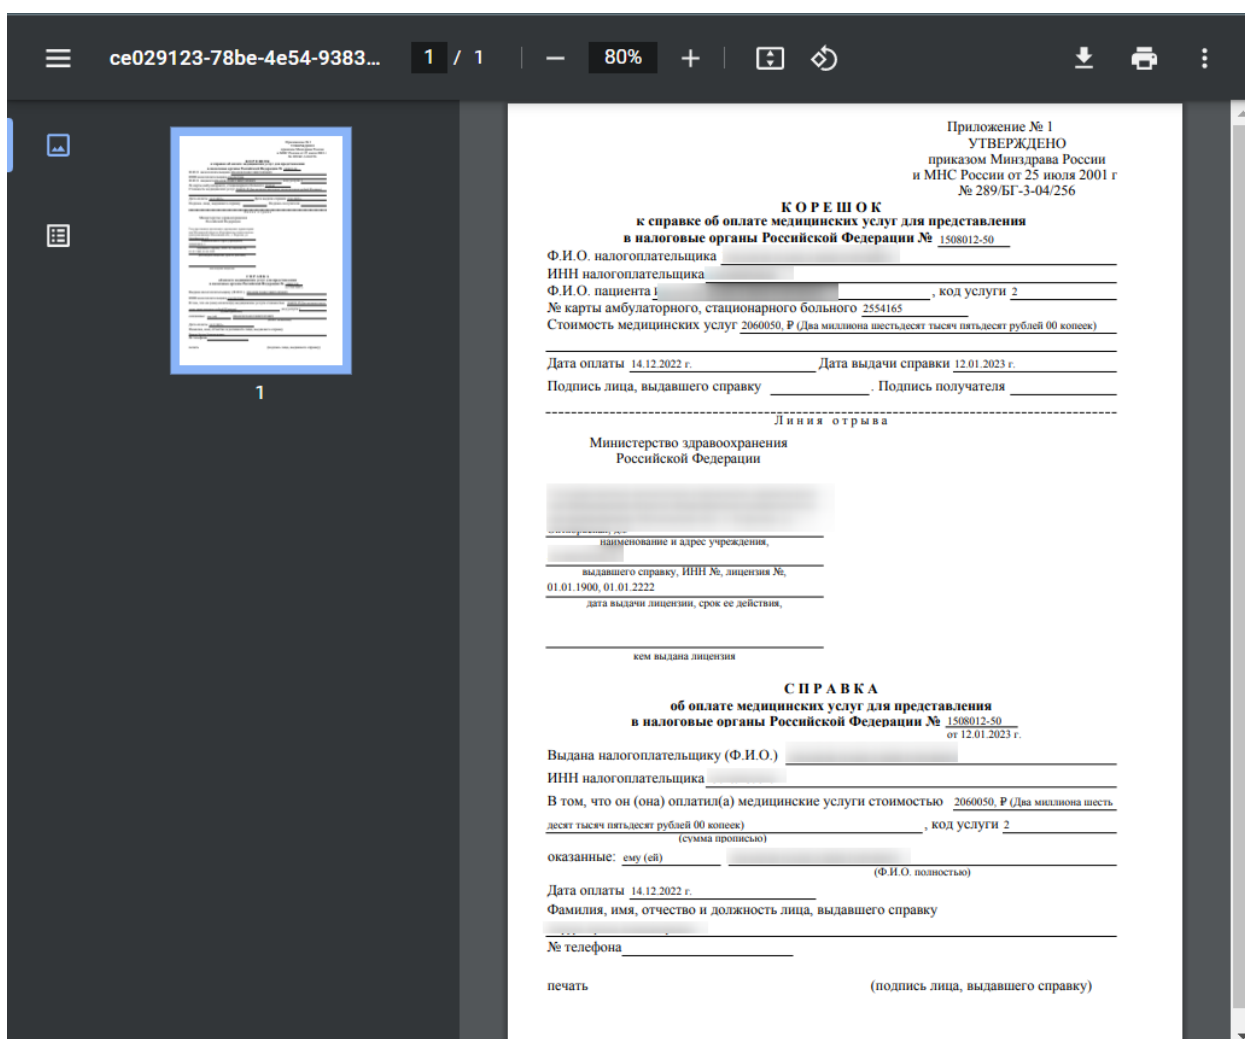 ce029123-78be-4e54-9383... 1 / 1 80%
1
Приложение № 1
УТВЕРЖДЕНО
приказом Минздрава России
и МНС России от 25 июля 2001 г
№ 289/БГ-3-04/256
КОРЕШОК
к справке об оплате медицинских услуг для представления
в налоговые органы Российской Федерации № 1508012-50
Ф.И.О. налогоплательщика
ИНН налогоплательщика
Ф.И.О. пациента , код услуги 2
№ карты амбулаторного, стационарного больного 2554165
Стоимость медицинских услуг 2060050, ₽ (Два миллиона шестьдесят тысяч пятьдесят рублей 00 копеек)
Дата оплаты 14.12.2022 г. Дата выдачи справки 12.01.2023 г.
Подпись лица, выдавшего справку . Подпись получателя
Линия отрыва
Министерство здравоохранения
Российской Федерации
наименование и адрес учреждения,
выдавшего справку, ИНН №, лицензия №,
01.01.1900, 01.01.2222
дата выдачи лицензии, срок ее действия,
кем выдана лицензия
СПРАВКА
об оплате медицинских услуг для представления
в налоговые органы Российской Федерации № 1508012-50
от 12.01.2023 г.
Выдана налогоплательщику (Ф.И.О.)
ИНН налогоплательщика
В том, что он (она) оплатил(а) медицинские услуги стоимостью 2060050, ₽ (Два миллиона шесть
десят тысяч пятьдесят рублей 00 копеек) , код услуги 2
(сумма прописью)
оказанные: ему (ей)
(Ф.И.О. полностью)
Дата оплаты 14.12.2022 г.
Фамилия, имя, отчество и должность лица, выдавшего справку
№ телефона
печать (подпись лица, выдавшего справку)